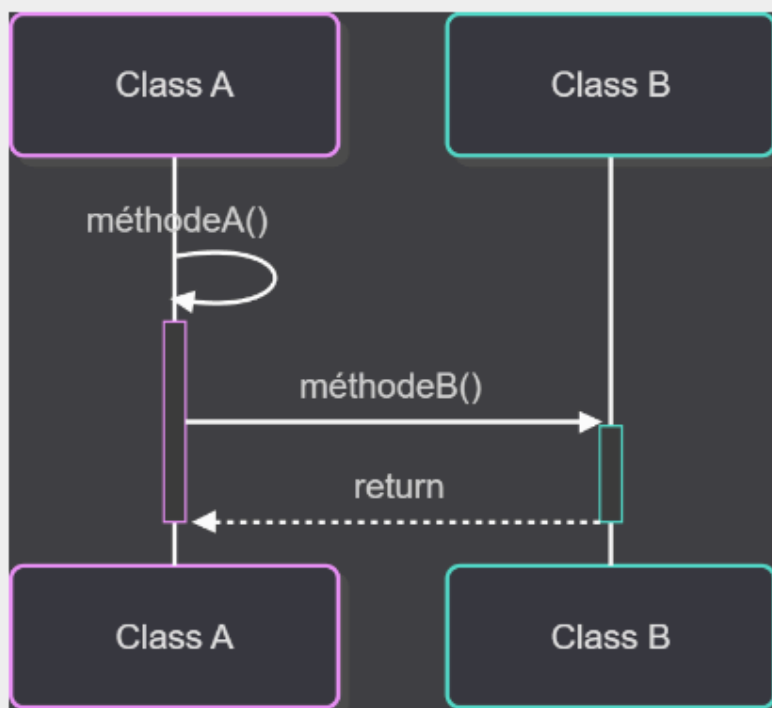 Class A
Class B
méthodeA()
méthodeB()
return
Class A
Class B